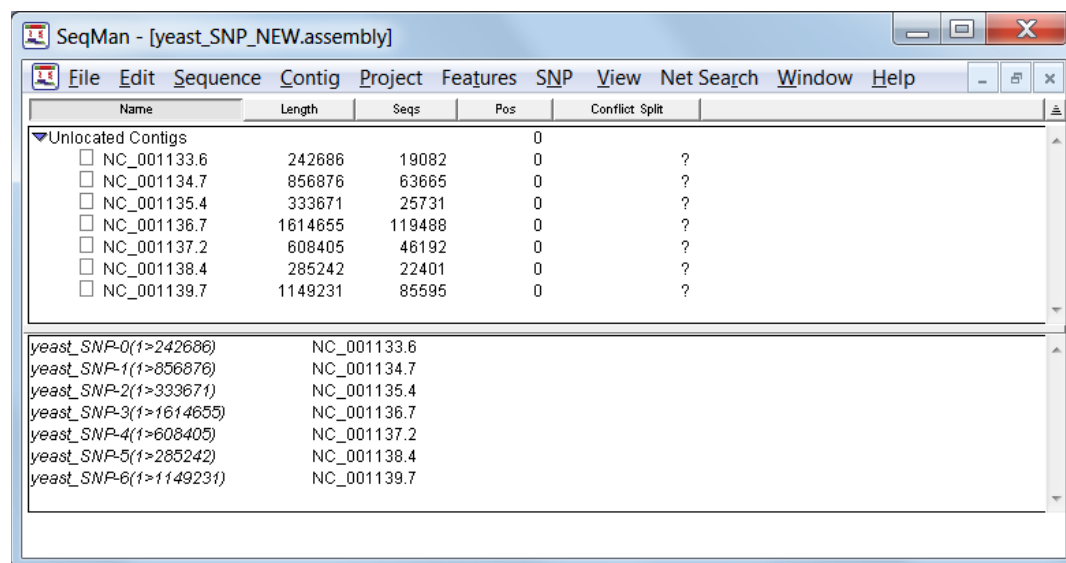 SeqMan - [yeast_SNP_NEW.assembly]
File Edit Sequence Contig Project Features SNP View Net Search Window Help
Name Length Seqs Pos Conflict Split
Unlocated Contigs 0
NC_001133.6 242686 19082 0 ?
NC_001134.7 856876 63665 0 ?
NC_001135.4 333671 25731 0 ?
NC_001136.7 1614655 119488 0 ?
NC_001137.2 608405 46192 0 ?
NC_001138.4 285242 22401 0 ?
NC_001139.7 1149231 85595 0 ?
yeast_SNP-0(1>242686) NC_001133.6
yeast_SNP-1(1>856876) NC_001134.7
yeast_SNP-2(1>333671) NC_001135.4
yeast_SNP-3(1>1614655) NC_001136.7
yeast_SNP-4(1>608405) NC_001137.2
yeast_SNP-5(1>285242) NC_001138.4
yeast_SNP-6(1>1149231) NC_001139.7